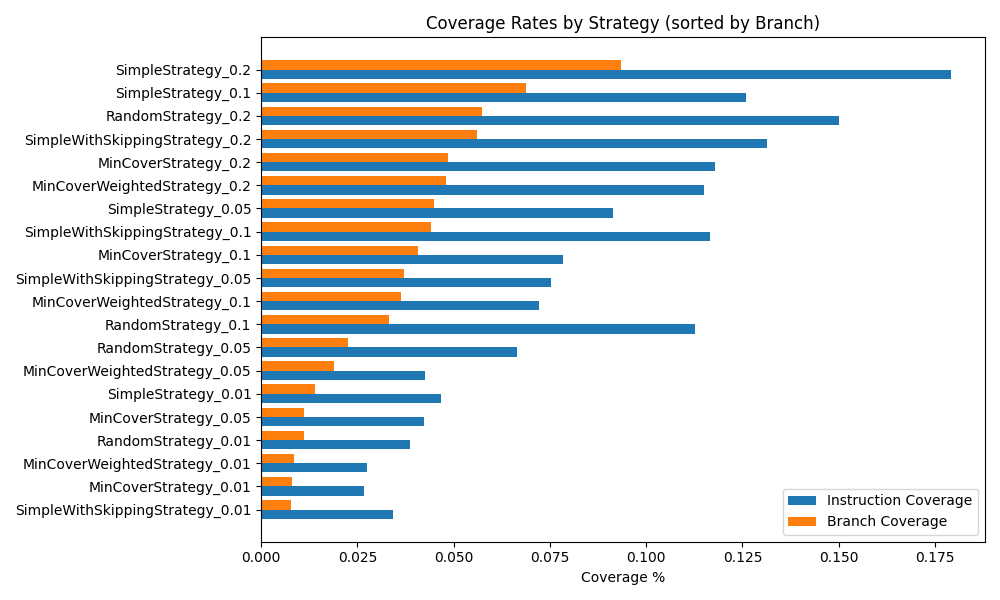 Coverage Rates by Strategy (sorted by Branch)
SimpleStrategy_0.2
SimpleStrategy_0.1
RandomStrategy_0.2
SimpleWithSkippingStrategy_0.2
MinCoverStrategy_0.2
MinCoverWeightedStrategy_0.2
SimpleStrategy_0.05
SimpleWithSkippingStrategy_0.1
MinCoverStrategy_0.1
SimpleWithSkippingStrategy_0.05
MinCoverWeightedStrategy_0.1
RandomStrategy_0.1
RandomStrategy_0.05
MinCoverWeightedStrategy_0.05
SimpleStrategy_0.01
MinCoverStrategy_0.05
RandomStrategy_0.01
MinCoverWeightedStrategy_0.01
MinCoverStrategy_0.01
SimpleWithSkippingStrategy_0.01
Instruction Coverage
Branch Coverage
0.000 0.025 0.050 0.075 0.100 0.125 0.150 0.175
Coverage %